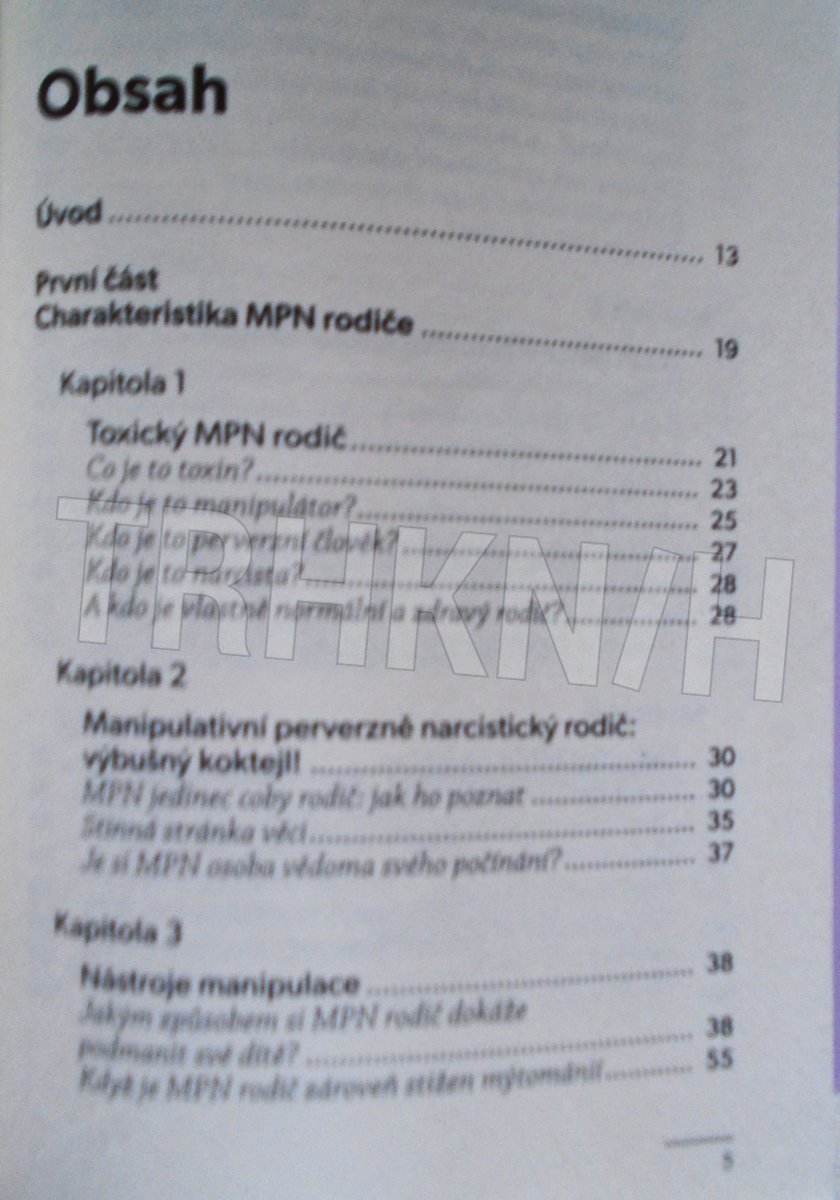 Obsah
Úvod ........ 13
První část
Charakteristika MPN rodiče ........ 19
Kapitola 1
Toxický MPN rodič ........ 21
Co je to toxin? ........ 23
Kdo je to manipulátor? ........ 25
Kdo je to perverzní člověk? ........ 27
Kdo je to narcista? ........ 28
A kdo je vlastně normální a zdravý rodič? ........ 28
TRHKN/H
Kapitola 2
Manipulativní perverzně narcistický rodič:
výbušný koktejl! ........ 30
MPN jedinec coby rodič: jak ho poznat ........ 30
Stinná stránka věci ........ 35
Je si MPN osoba vědoma svého počínání? ........ 37
Kapitola 3
Nástroje manipulace ........ 38
Jakým způsobem si MPN rodič dokáže
podmanit své dítě? ........ 38
Když je MPN rodič zároveň stižen mýtománií ........ 55
5